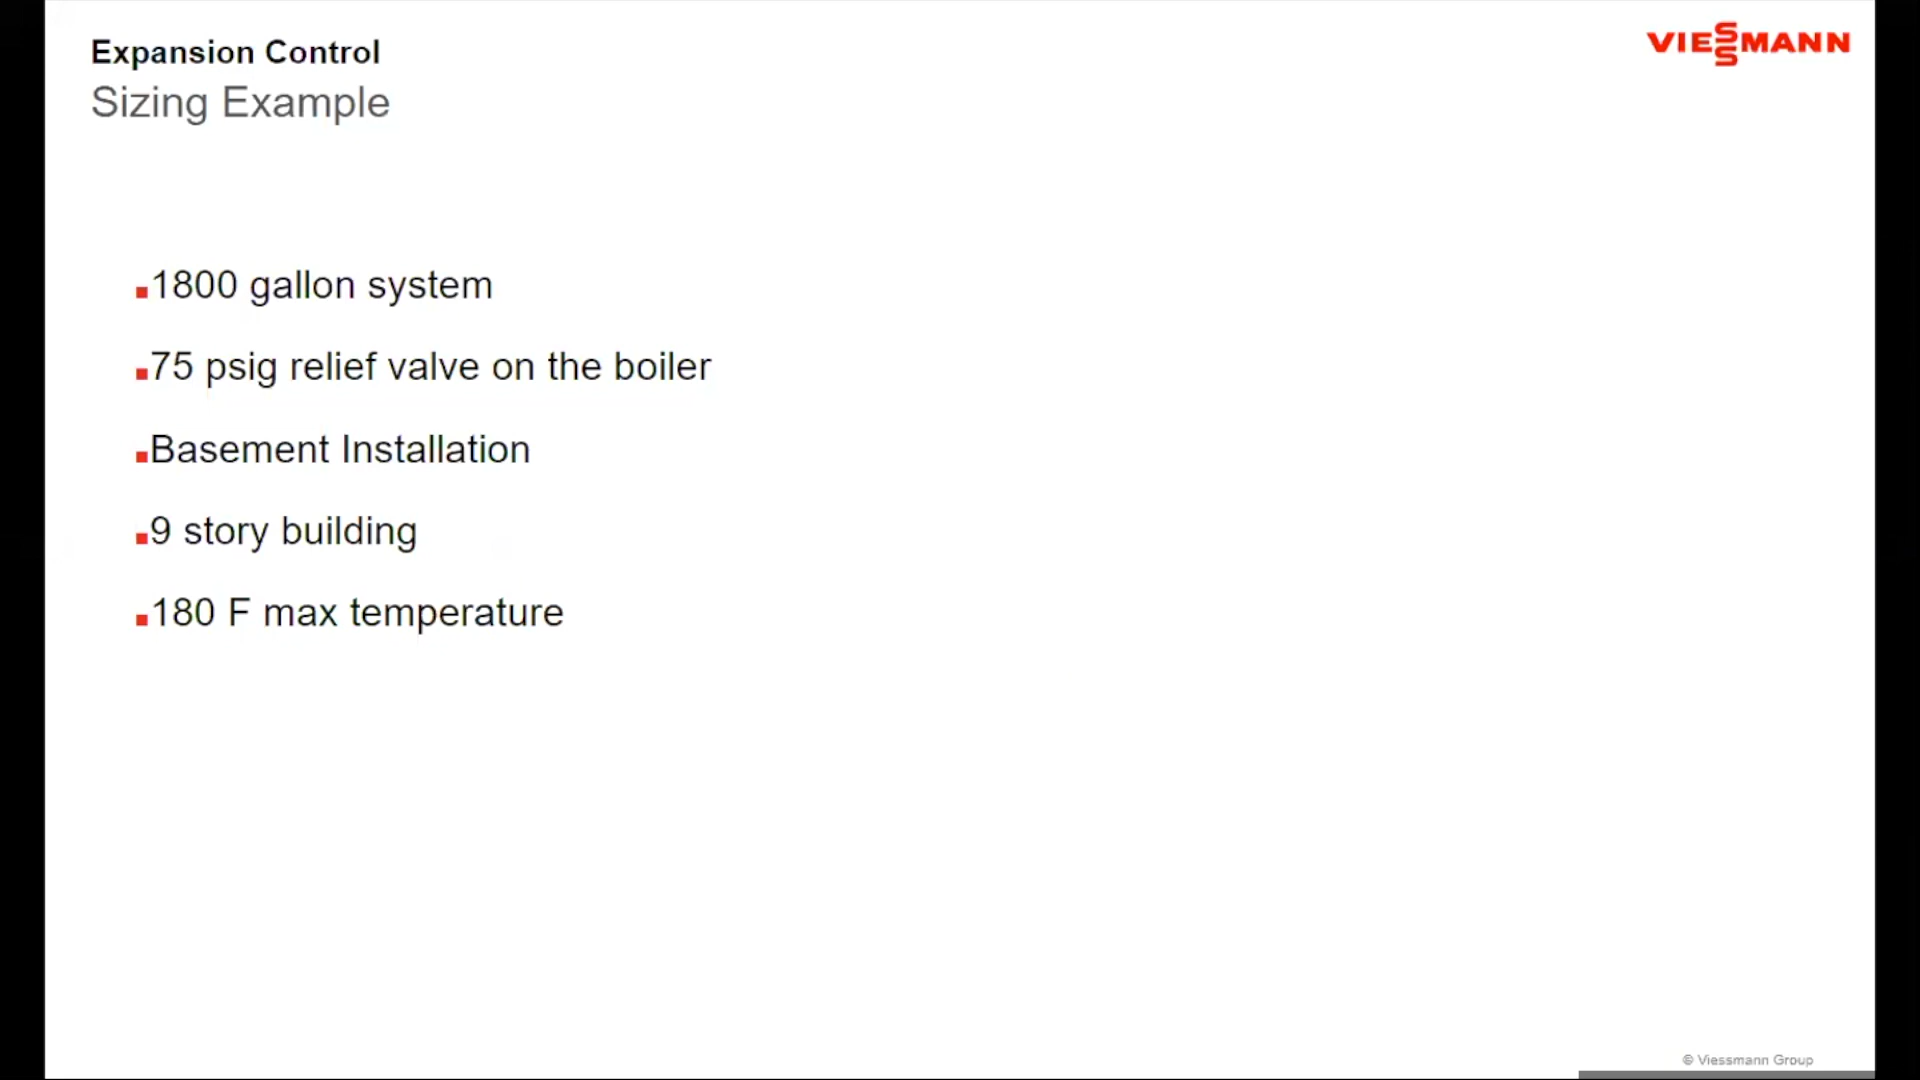 Expansion Control
VIESSMANN
Sizing Example
1800 gallon system
75 psig relief valve on the boiler
Basement Installation
9 story building
180 F max temperature
© Viessmann Group